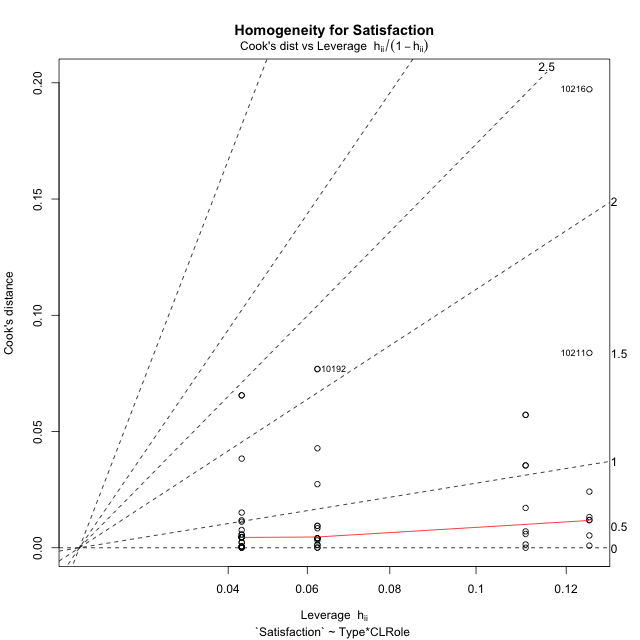 Homogeneity for Satisfaction
Cook's dist vs Leverage hii/(1−hii)
2.5
10216
2
1.5
10211
10192
1
0.5
0
0.20
0.15
0.10
0.05
0.00
Cook's distance
0.04 0.06 0.08 0.1 0.12
Leverage hii
`Satisfaction` ~ Type*CLRole